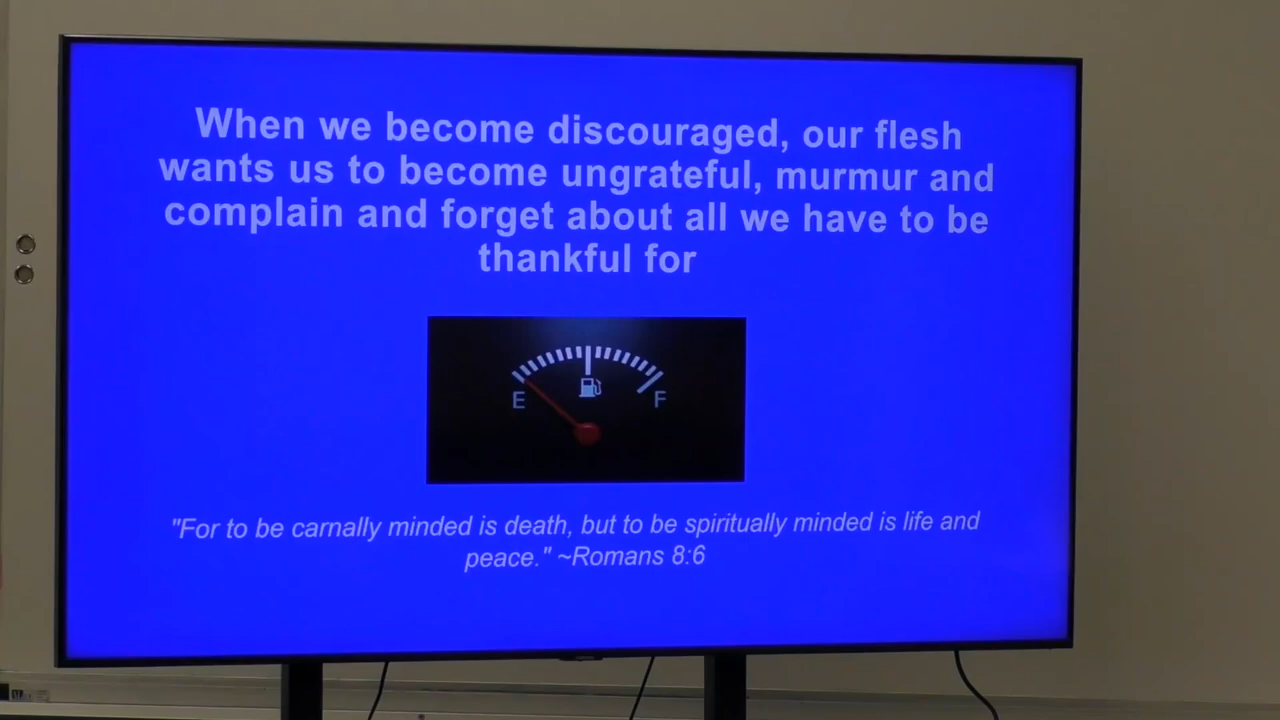 When we become discouraged, our flesh
wants us to become ungrateful, murmur and
complain and forget about all we have to be
thankful for
E
F
"For to be carnally minded is death, but to be spiritually minded is life and
peace." ~Romans 8:6